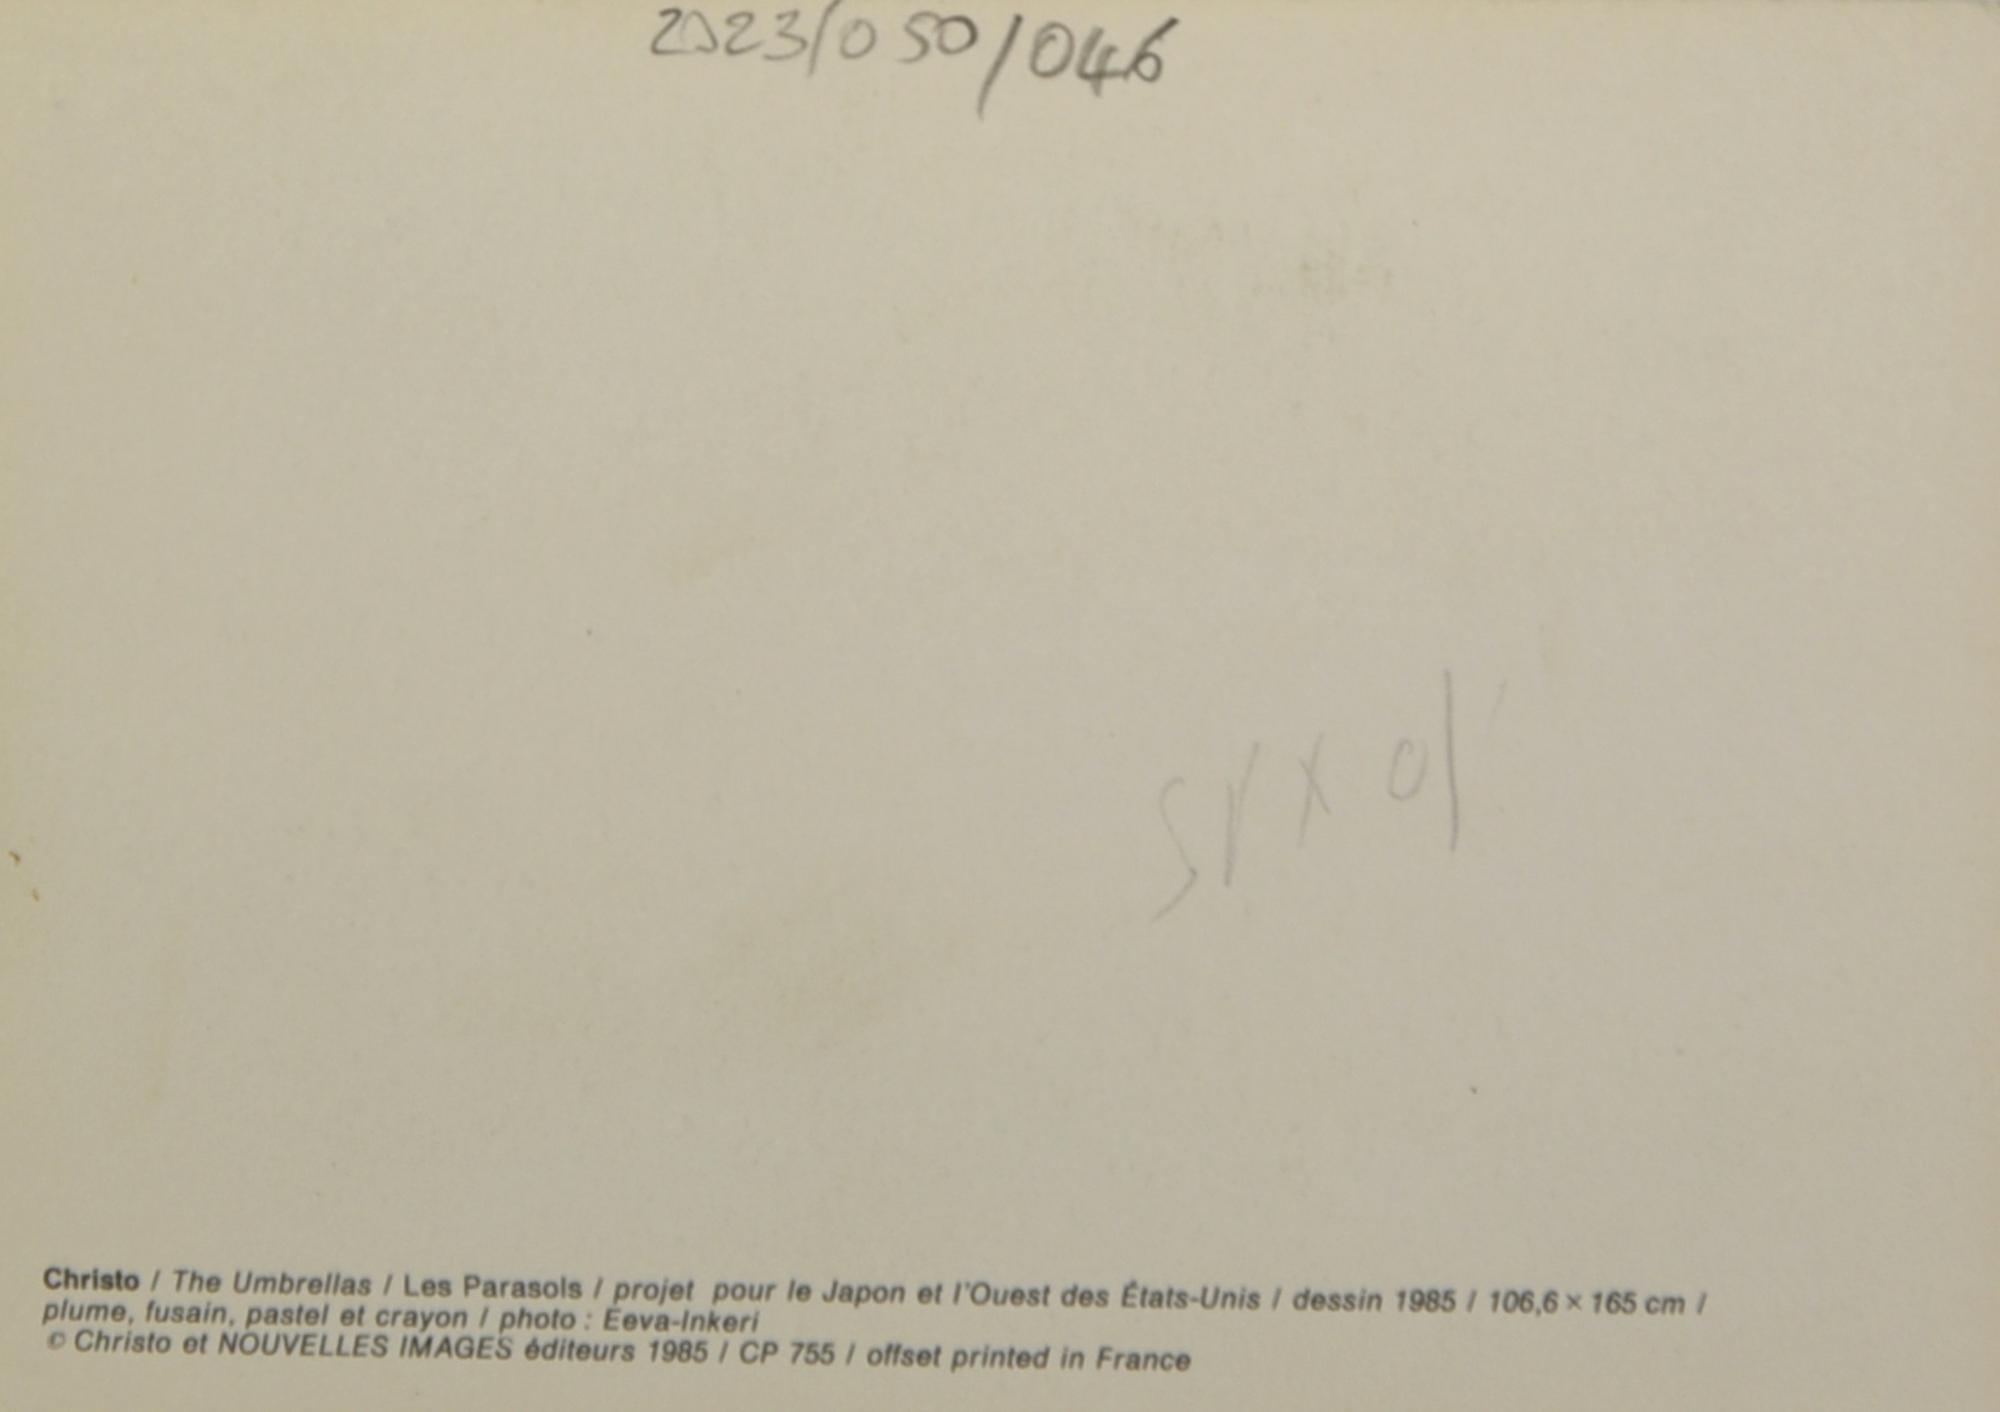 2023/050/046
Christo / The Umbrellas / Les Parasols / projet pour le Japon et l'Ouest des États-Unis / dessin 1985 / 106,6 × 165 cm /
plume, fusain, pastel et crayon / photo : Eeva-Inkeri
© Christo et NOUVELLES IMAGES éditeurs 1985 / CP 755 / offset printed in France